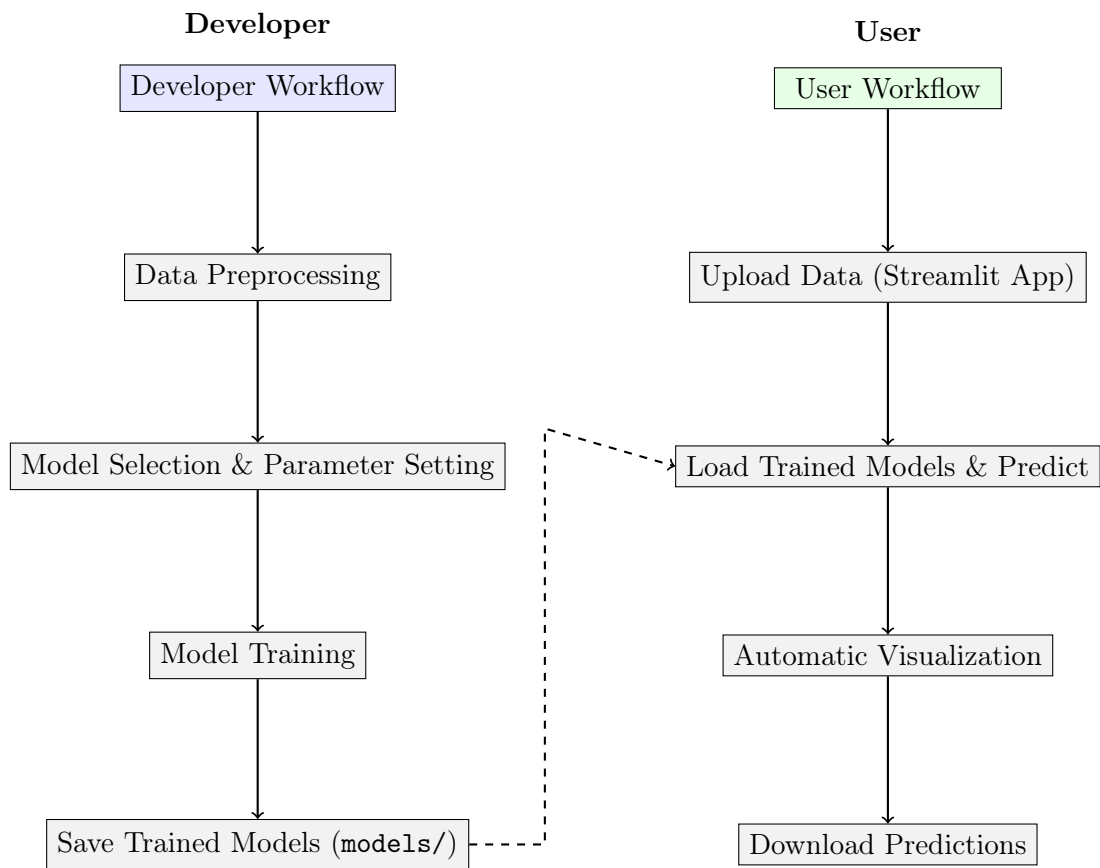 Developer
Developer Workflow
Data Preprocessing
Model Selection & Parameter Setting
Model Training
Save Trained Models (models/)
User
User Workflow
Upload Data (Streamlit App)
Load Trained Models & Predict
Automatic Visualization
Download Predictions